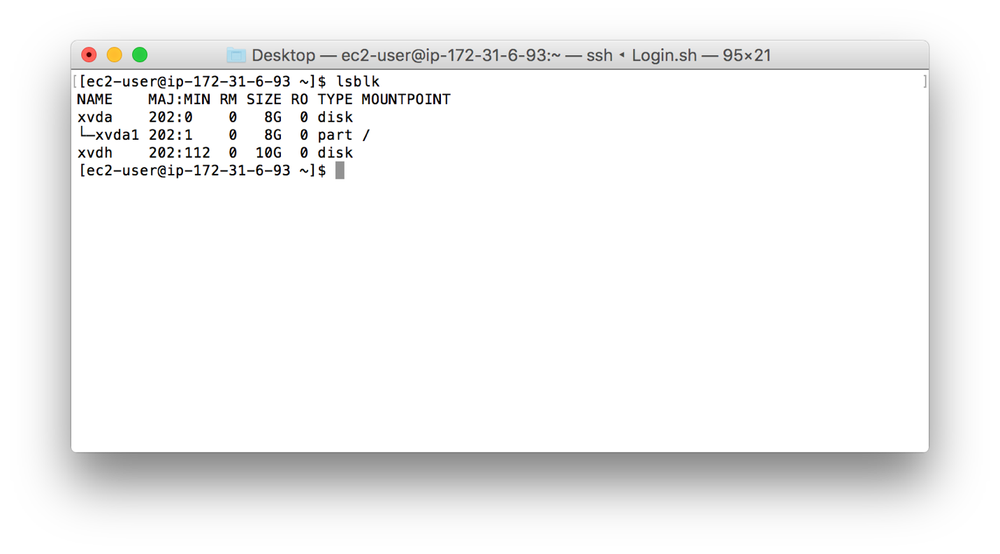 Desktop — ec2-user@ip-172-31-6-93:~ — ssh ◂ Login.sh — 95×21
[[ec2-user@ip-172-31-6-93 ~]$ lsblk ]
NAME    MAJ:MIN RM SIZE RO TYPE MOUNTPOINT
xvda    202:0    0   8G  0 disk
└─xvda1 202:1    0   8G  0 part /
xvdh    202:112  0  10G  0 disk
[ec2-user@ip-172-31-6-93 ~]$